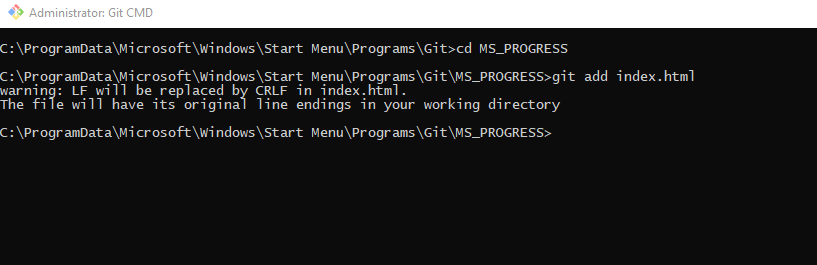 Administrator: Git CMD
C:\ProgramData\Microsoft\Windows\Start Menu\Programs\Git>cd MS_PROGRESS
C:\ProgramData\Microsoft\Windows\Start Menu\Programs\Git\MS_PROGRESS>git add index.html
warning: LF will be replaced by CRLF in index.html.
The file will have its original line endings in your working directory
C:\ProgramData\Microsoft\Windows\Start Menu\Programs\Git\MS_PROGRESS>